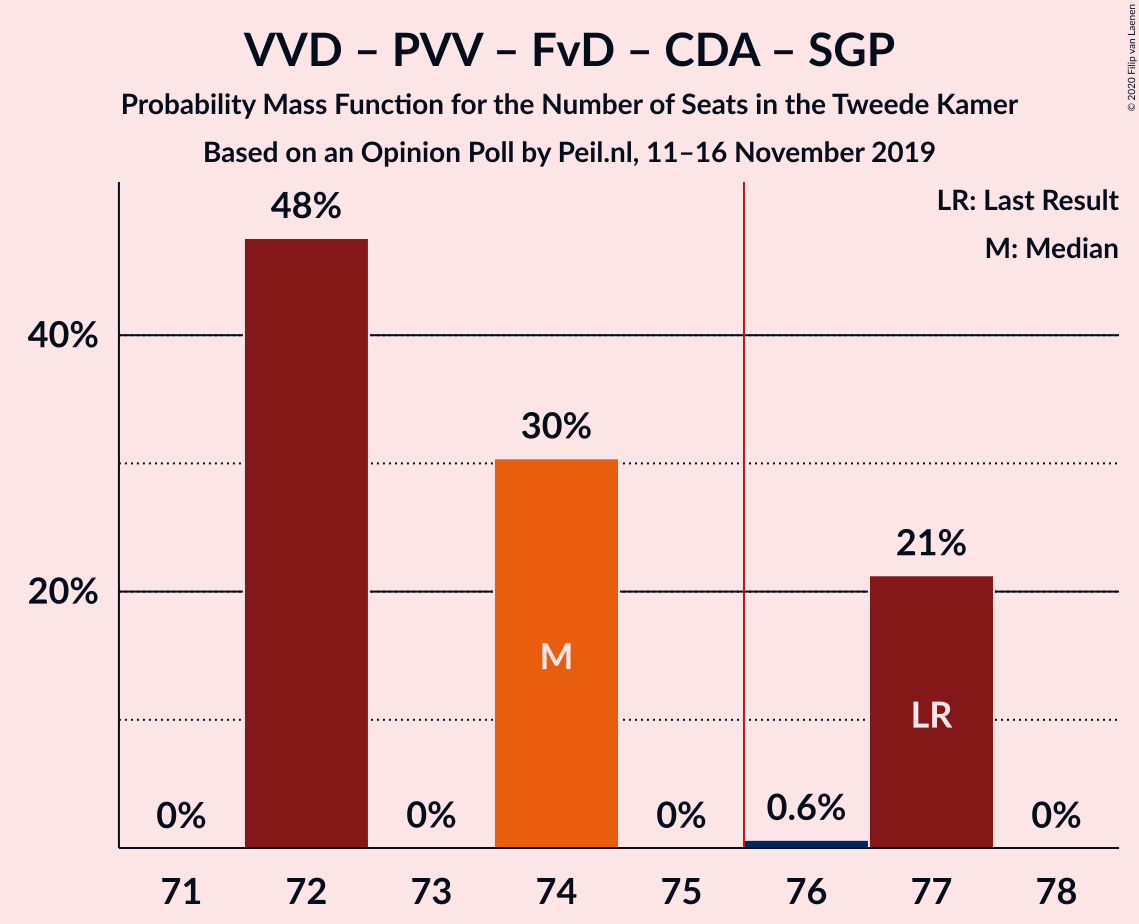 VVD – PVV – FvD – CDA – SGP
Probability Mass Function for the Number of Seats in the Tweede Kamer
Based on an Opinion Poll by Peil.nl, 11–16 November 2019
© 2020 Filip van Laenen
LR: Last Result
M: Median
48%
40%
30%
21%
20%
M
LR
0%
0%
0%
0.6%
0%
71 72 73 74 75 76 77 78